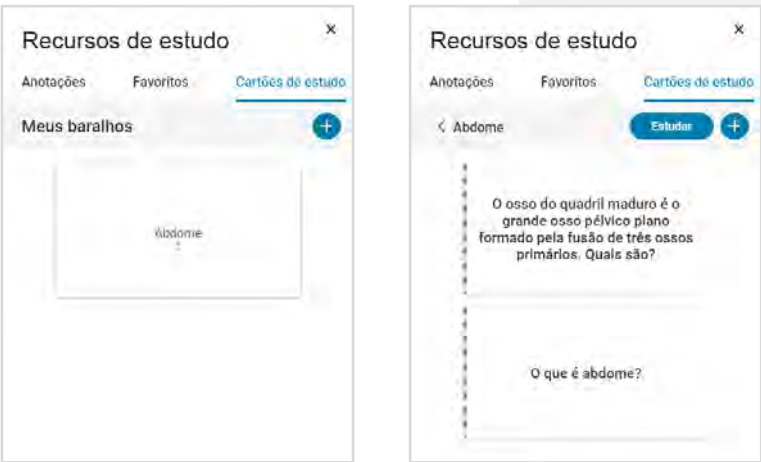 Recursos de estudo
×
Anotações Favoritos Cartões de estudo
Meus baralhos +
Abdome
Recursos de estudo
×
Anotações Favoritos Cartões de estudo
< Abdome Estudar +
O osso do quadril maduro é o
grande osso pélvico plano
formado pela fusão de três ossos
primários. Quais são?
O que é abdome?